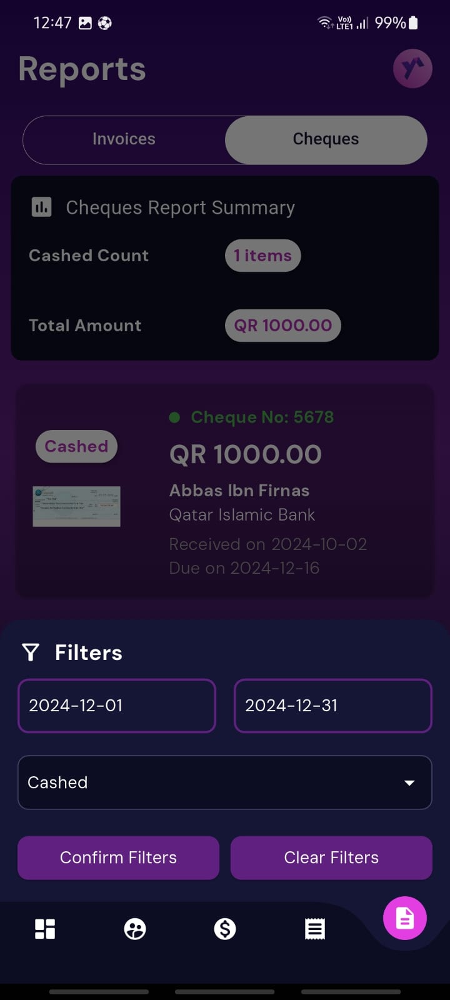 12:47 Vo)) LTE1 99%
Reports
Invoices Cheques
Cheques Report Summary
Cashed Count 1 items
Total Amount QR 1000.00
Cheque No: 5678
Cashed
QR 1000.00
Abbas Ibn Firnas
Qatar Islamic Bank
Received on 2024-10-02
Due on 2024-12-16
Filters
2024-12-01 2024-12-31
Cashed
Confirm Filters Clear Filters